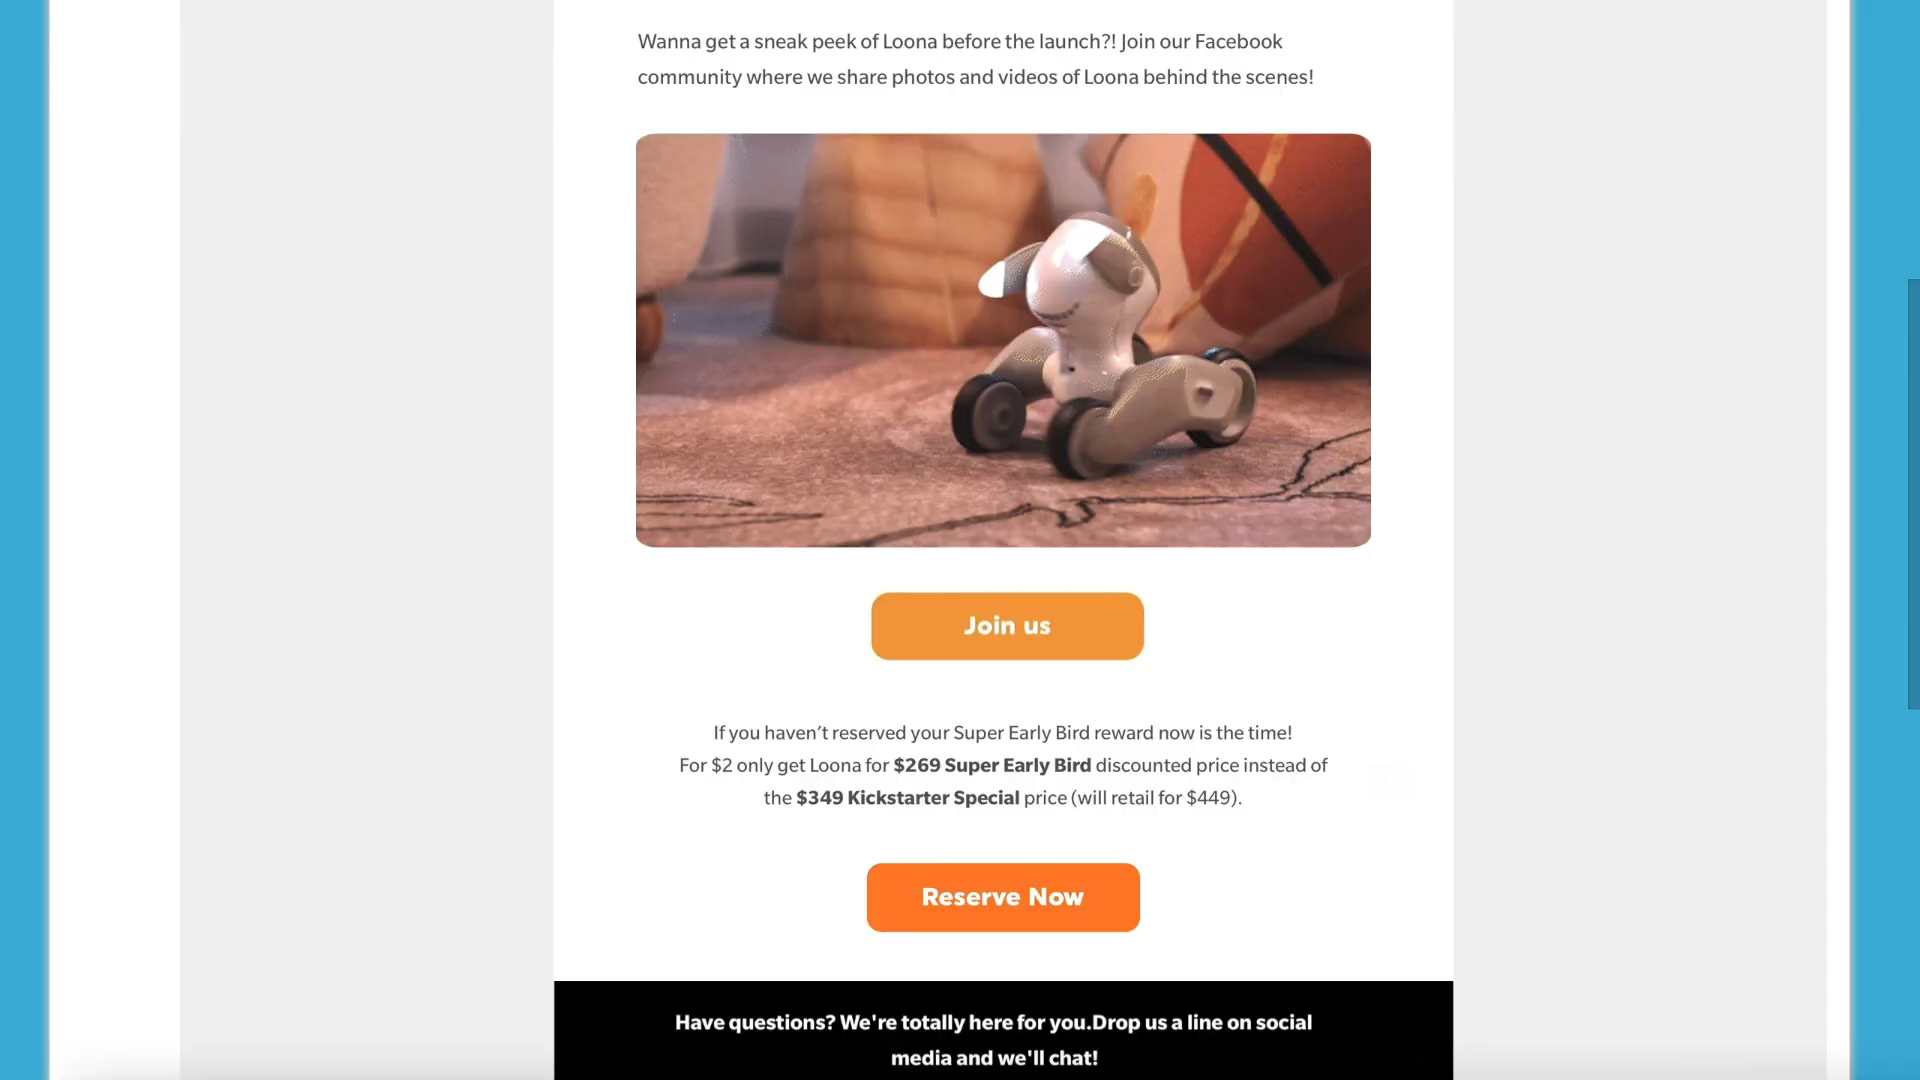 Wanna get a sneak peek of Loona before the launch?! Join our Facebook
community where we share photos and videos of Loona behind the scenes!
Join us
If you haven’t reserved your Super Early Bird reward now is the time!
For $2 only get Loona for $269 Super Early Bird discounted price instead of
the $349 Kickstarter Special price (will retail for $449).
Reserve Now
Have questions? We're totally here for you.Drop us a line on social
media and we'll chat!